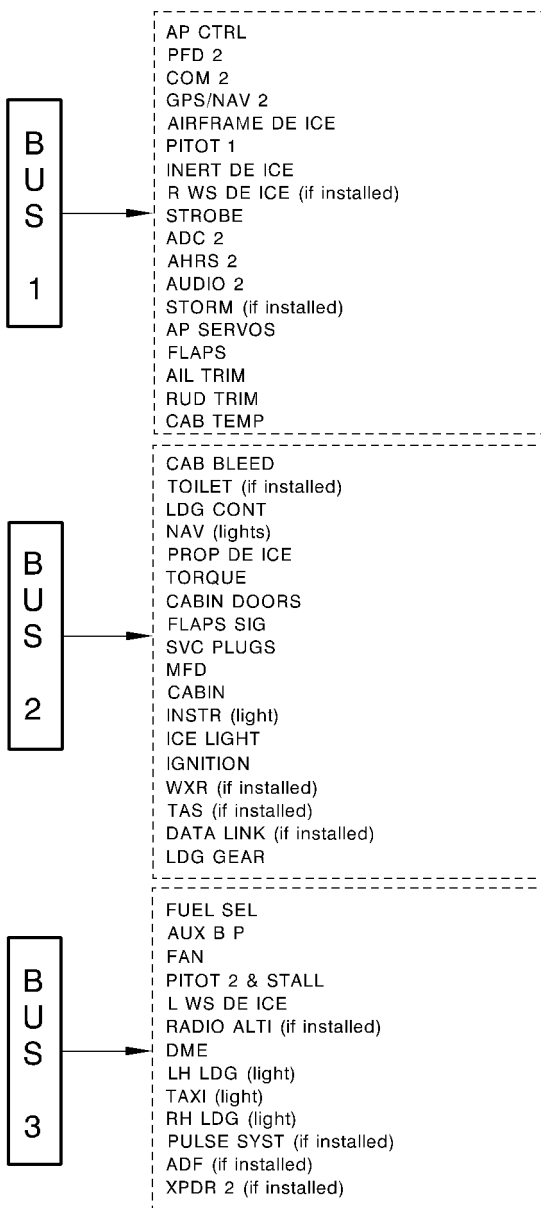 BUS 1
AP CTRL
PFD 2
COM 2
GPS/NAV 2
AIRFRAME DE ICE
PITOT 1
INERT DE ICE
R WS DE ICE (if installed)
STROBE
ADC 2
AHRS 2
AUDIO 2
STORM (if installed)
AP SERVOS
FLAPS
AIL TRIM
RUD TRIM
CAB TEMP
BUS 2
CAB BLEED
TOILET (if installed)
LDG CONT
NAV (lights)
PROP DE ICE
TORQUE
CABIN DOORS
FLAPS SIG
SVC PLUGS
MFD
CABIN
INSTR (light)
ICE LIGHT
IGNITION
WXR (if installed)
TAS (if installed)
DATA LINK (if installed)
LDG GEAR
BUS 3
FUEL SEL
AUX B P
FAN
PITOT 2 & STALL
L WS DE ICE
RADIO ALTI (if installed)
DME
LH LDG (light)
TAXI (light)
RH LDG (light)
PULSE SYST (if installed)
ADF (if installed)
XPDR 2 (if installed)